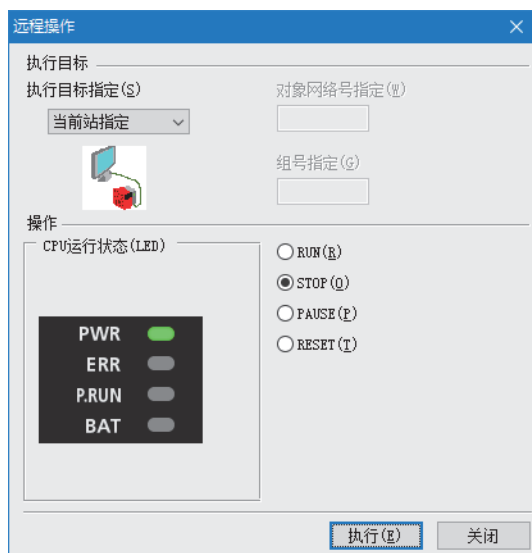 远程操作
执行目标
执行目标指定(S)
对象网络号指定(W)
当前站指定
组号指定(G)
操作
CPU运行状态(LED)
RUN(R)
STOP(O)
PAUSE(P)
RESET(T)
PWR
ERR
P.RUN
BAT
执行(E)
关闭